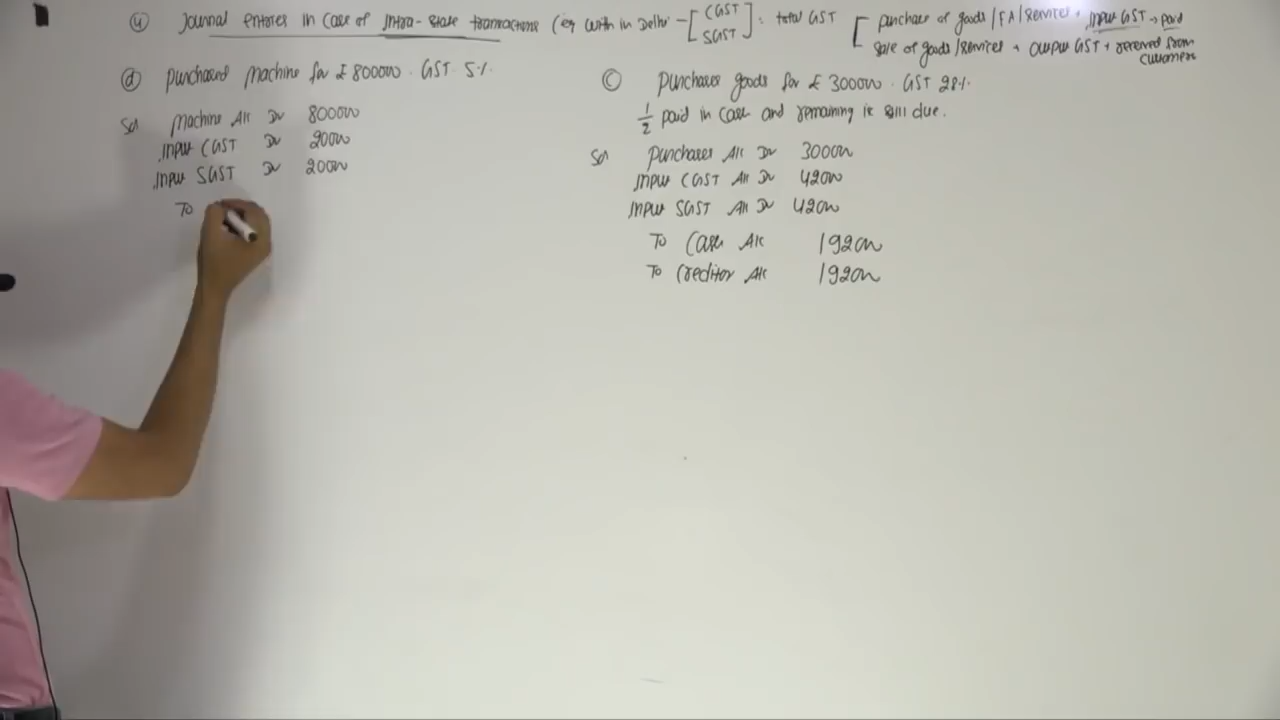 ④ Journal entries in case of Intra-State transactions (eg within Delhi - [CGST SGST]: total GST
[ purchase of goods / FA / Services, Input GST → paid
Sale of goods / Services + Output GST + received from customers
ⓓ Purchased machine for ₹ 80000. GST 5%.
Sol Machine A/c Dr 80000
Input CGST Dr 2000
Input SGST Dr 2000
To
ⓒ Purchases goods for ₹ 30000. GST 28%.
1/2 paid in cash and remaining is still due.
Sol Purchases A/c Dr 30000
Input CGST A/c Dr 4200
Input SGST A/c Dr 4200
To Cash A/c 19200
To Creditor A/c 19200